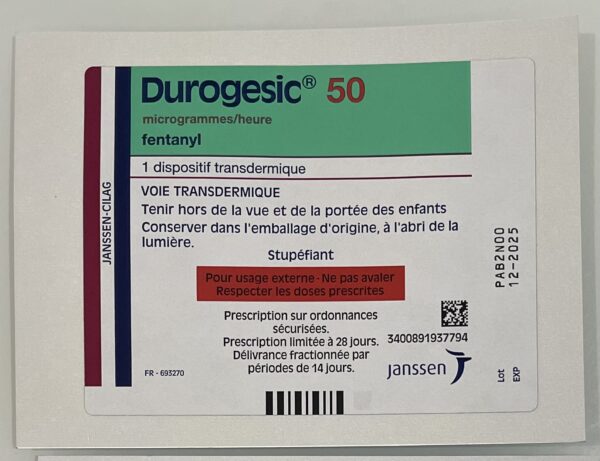 Durogesic® 50
microgrammes/heure
fentanyl
1 dispositif transdermique
VOIE TRANSDERMIQUE
Tenir hors de la vue et de la portée des enfants
Conserver dans l'emballage d'origine, à l'abri de la
lumière.
Stupéfiant
Pour usage externe - Ne pas avaler
Respecter les doses prescrites
Prescription sur ordonnances
sécurisées.
Prescription limitée à 28 jours.
Délivrance fractionnée par
périodes de 14 jours.
FR - 693270
3400891937794
janssen
JANSSEN-CILAG
Lot PAB2N00
EXP 12-2025